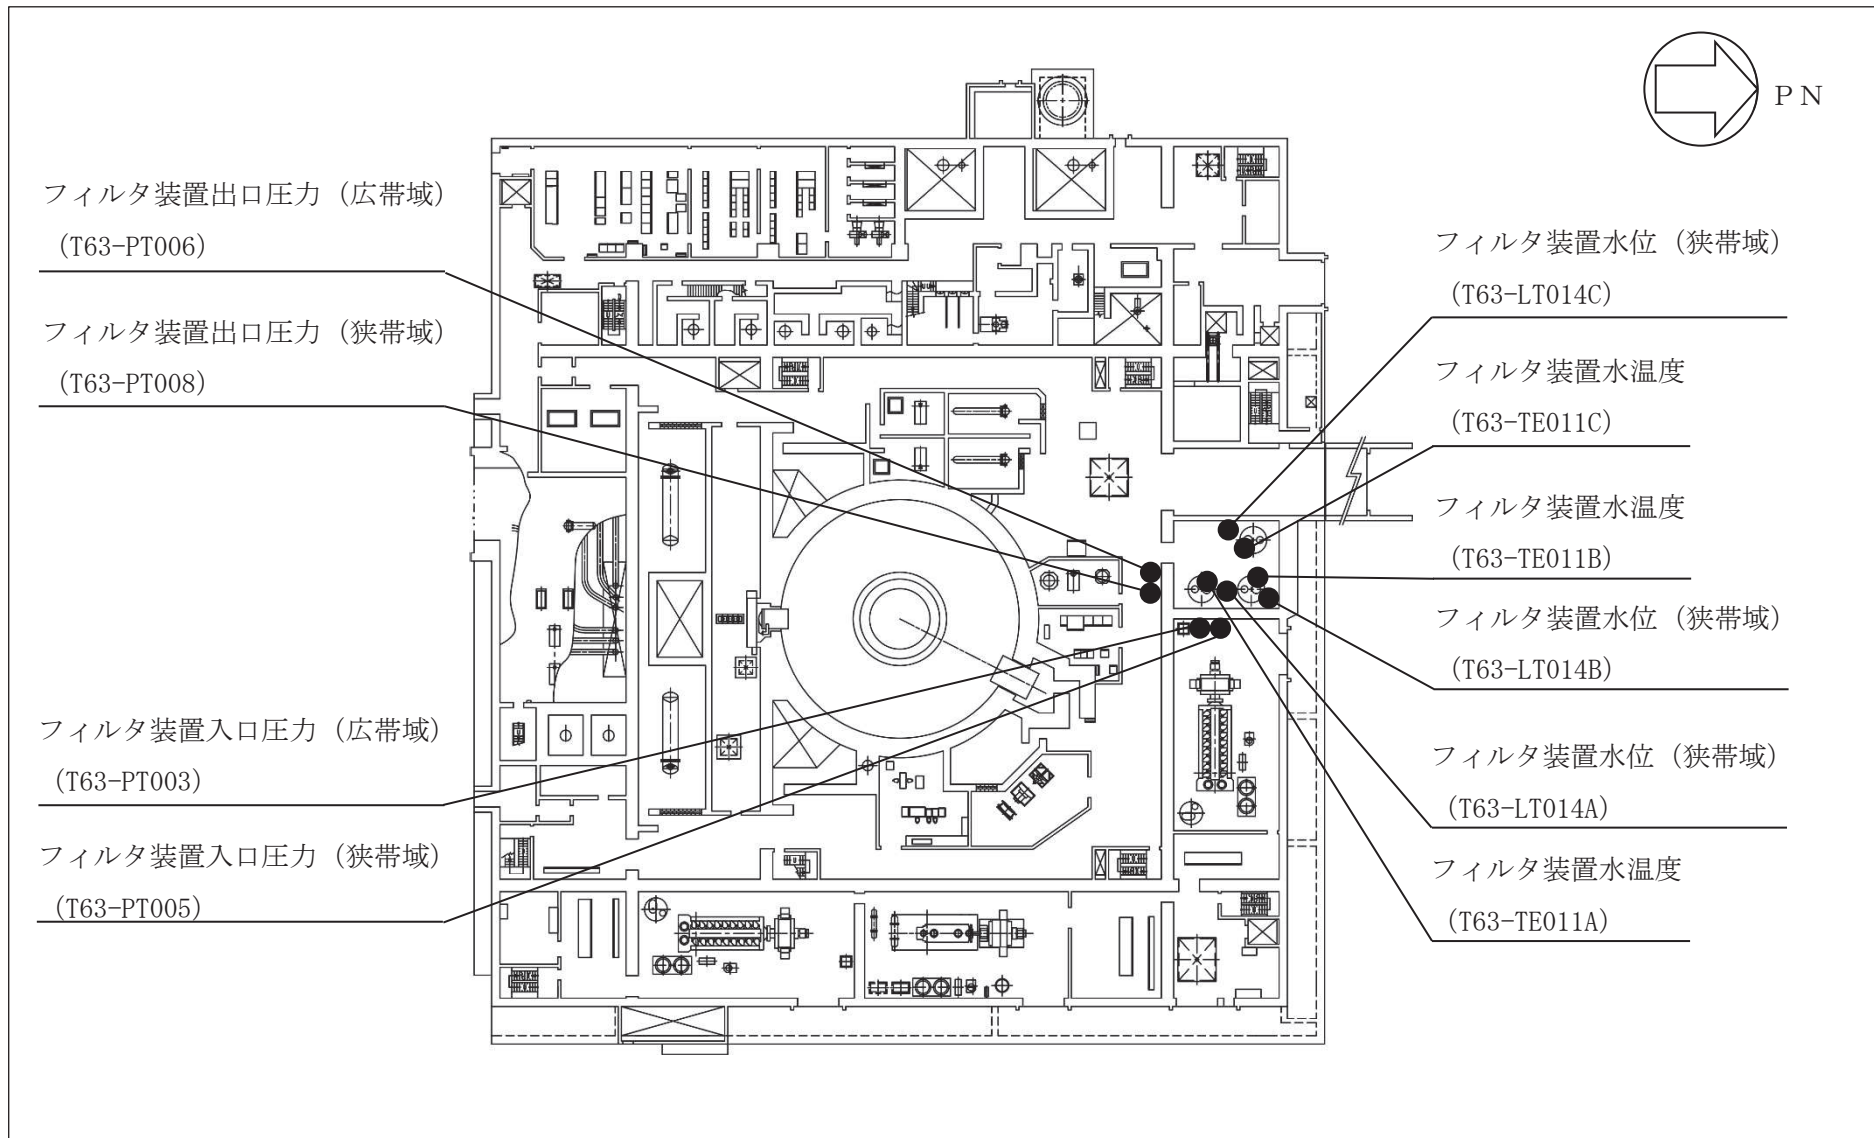 PN
フィルタ装置出口圧力（広帯域）
（T63-PT006）
フィルタ装置出口圧力（狭帯域）
（T63-PT008）
フィルタ装置入口圧力（広帯域）
（T63-PT003）
フィルタ装置入口圧力（狭帯域）
（T63-PT005）
フィルタ装置水位（狭帯域）
（T63-LT014C）
フィルタ装置水温度
（T63-TE011C）
フィルタ装置水温度
（T63-TE011B）
フィルタ装置水位（狭帯域）
（T63-LT014B）
フィルタ装置水位（狭帯域）
（T63-LT014A）
フィルタ装置水温度
（T63-TE011A）